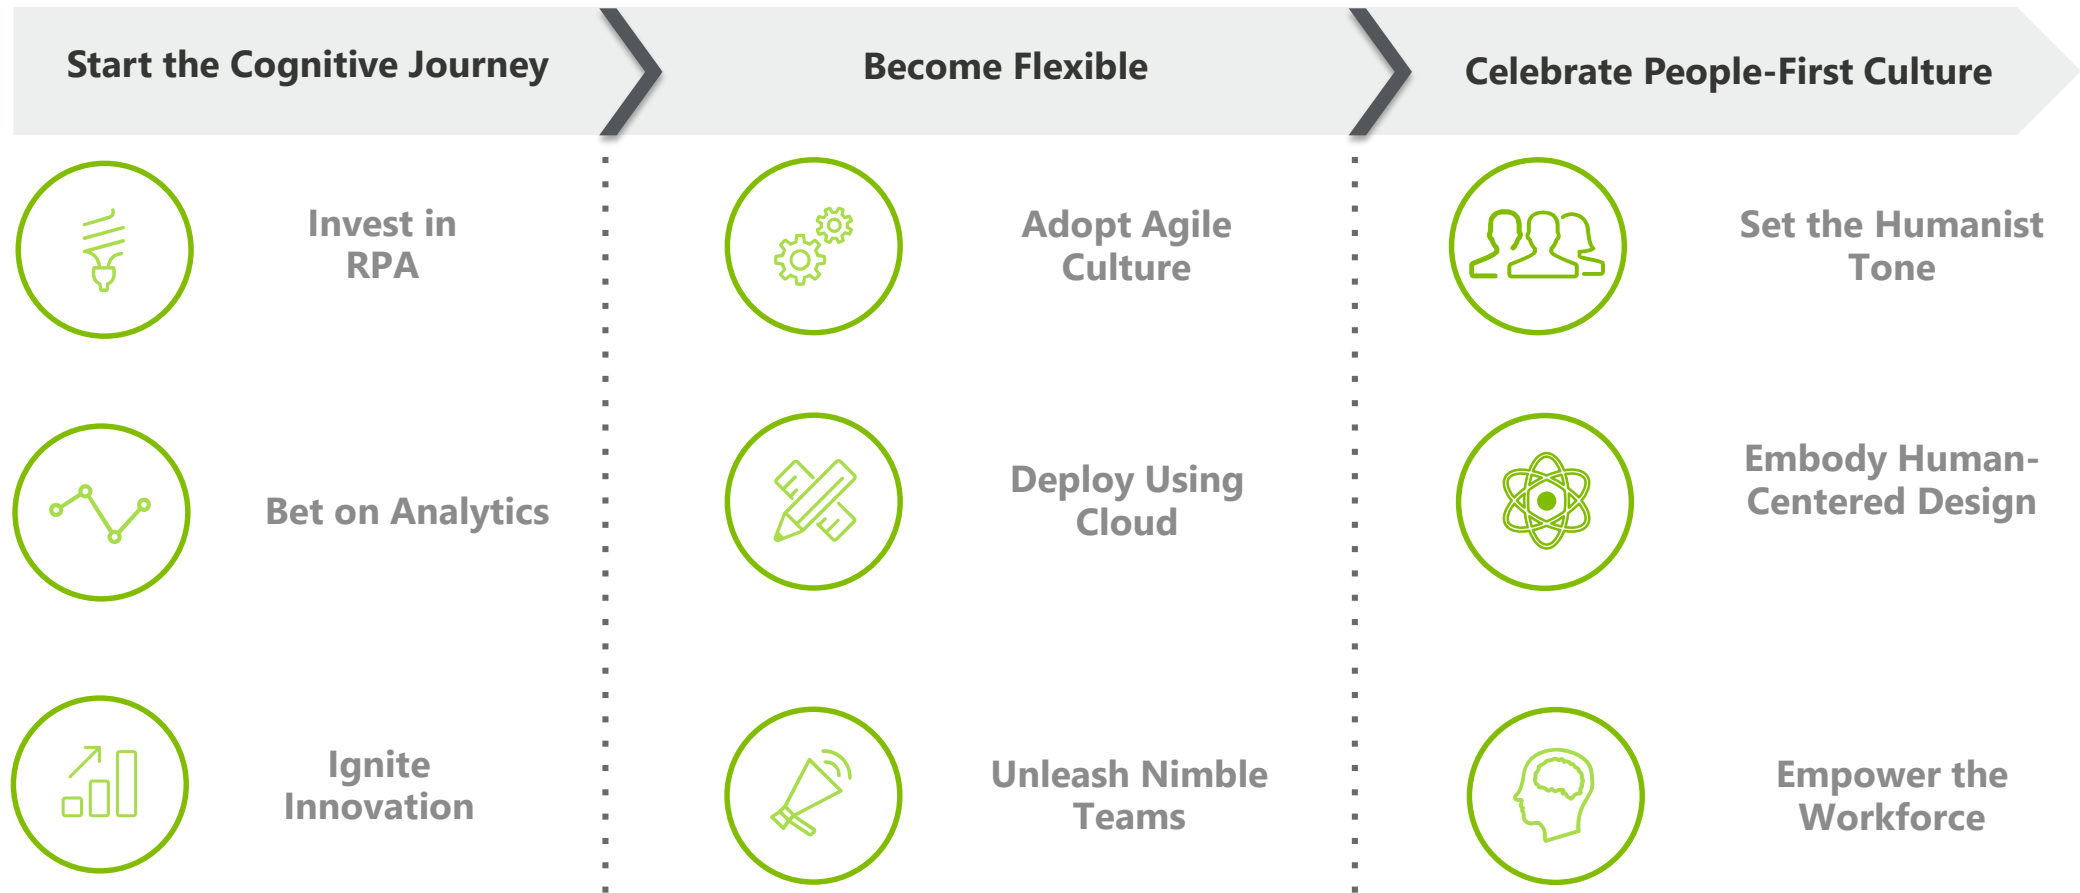 Start the Cognitive Journey
Become Flexible
Celebrate People-First Culture
Invest in
RPA
Adopt Agile
Culture
Set the Humanist
Tone
Bet on Analytics
Deploy Using
Cloud
Embody Human-
Centered Design
Ignite
Innovation
Unleash Nimble
Teams
Empower the
Workforce